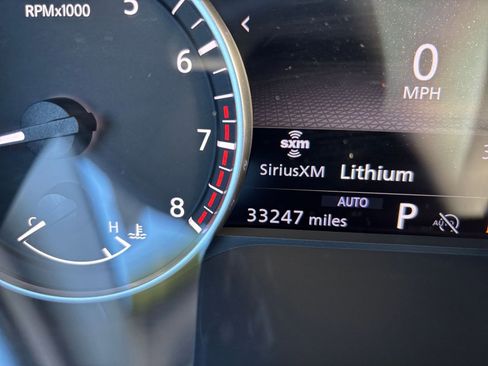 RPMx1000
5
6
7
8
C H
<
0
MPH
sxm
SiriusXM Lithium
AUTO
33247 miles P